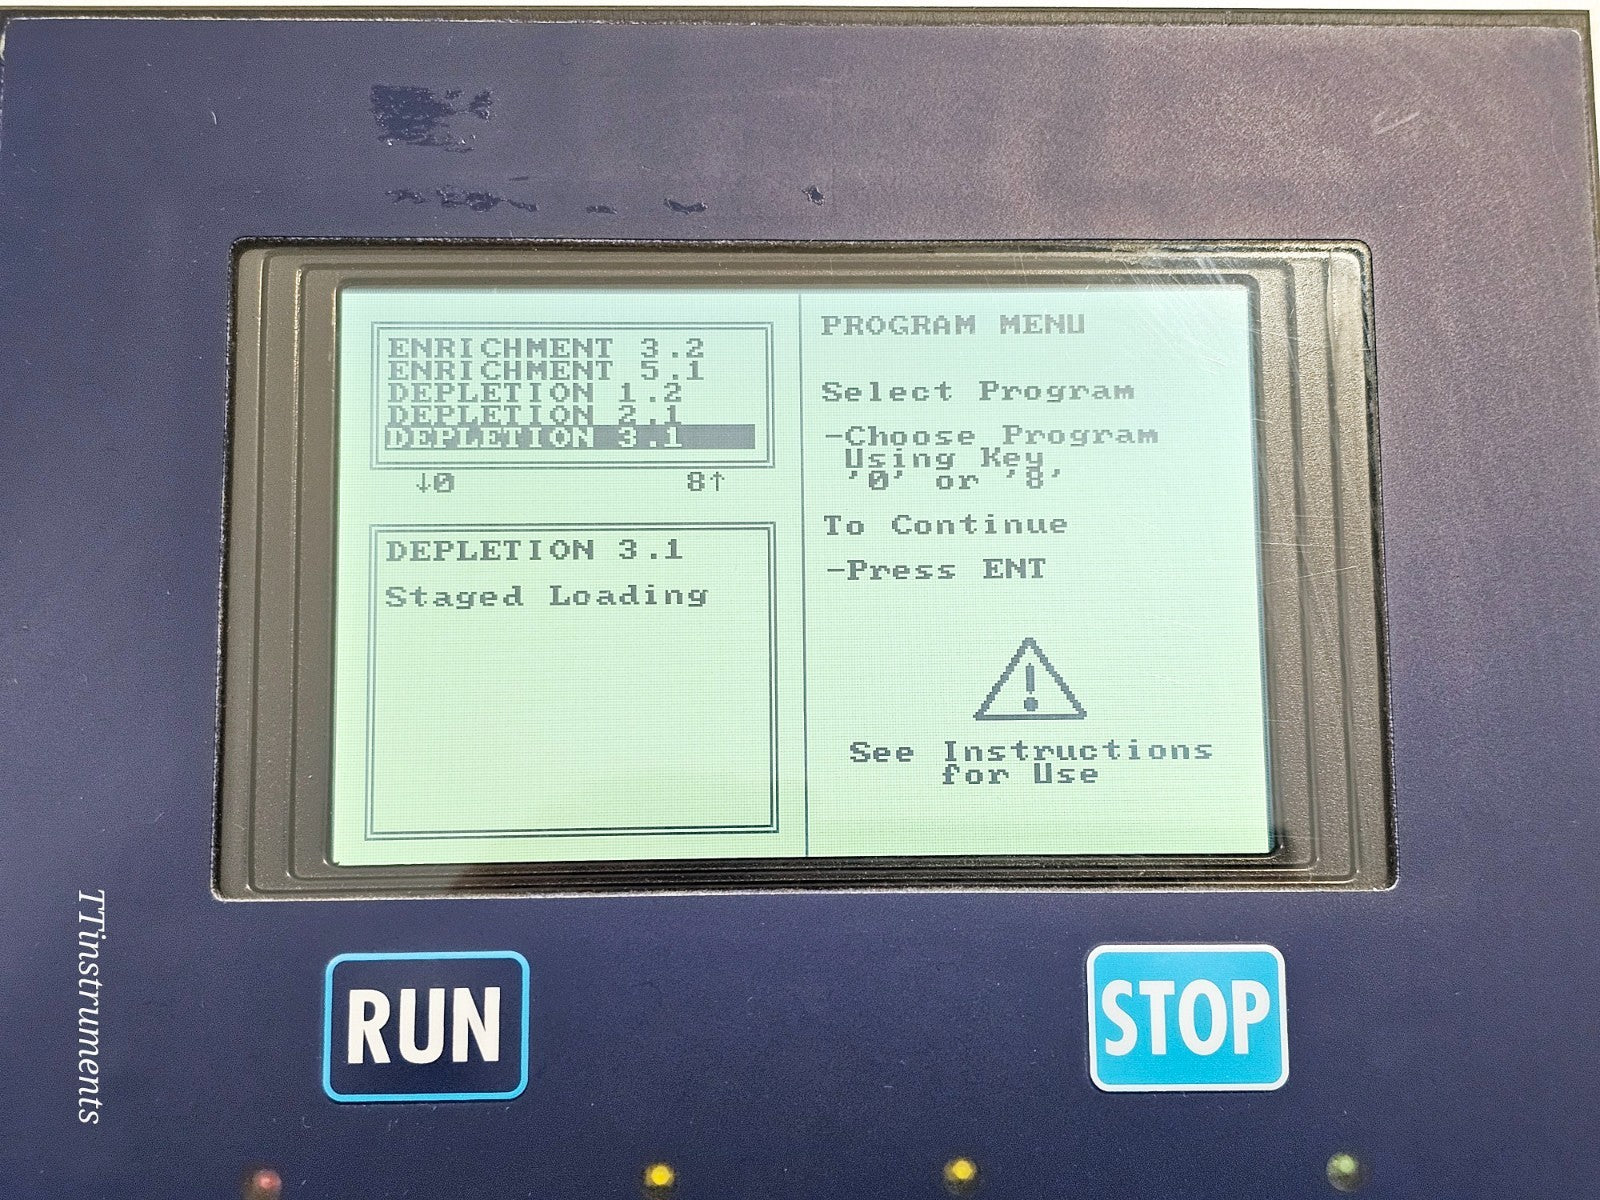 ENRICHMENT 3.2
ENRICHMENT 5.1
DEPLETION 1.2
DEPLETION 2.1
DEPLETION 3.1
↓0 8↑
DEPLETION 3.1
Staged Loading
PROGRAM MENU
Select Program
-Choose Program
Using Key
'0' or '8'
To Continue
-Press ENT
See Instructions
for Use
RUN
STOP
TTinstruments